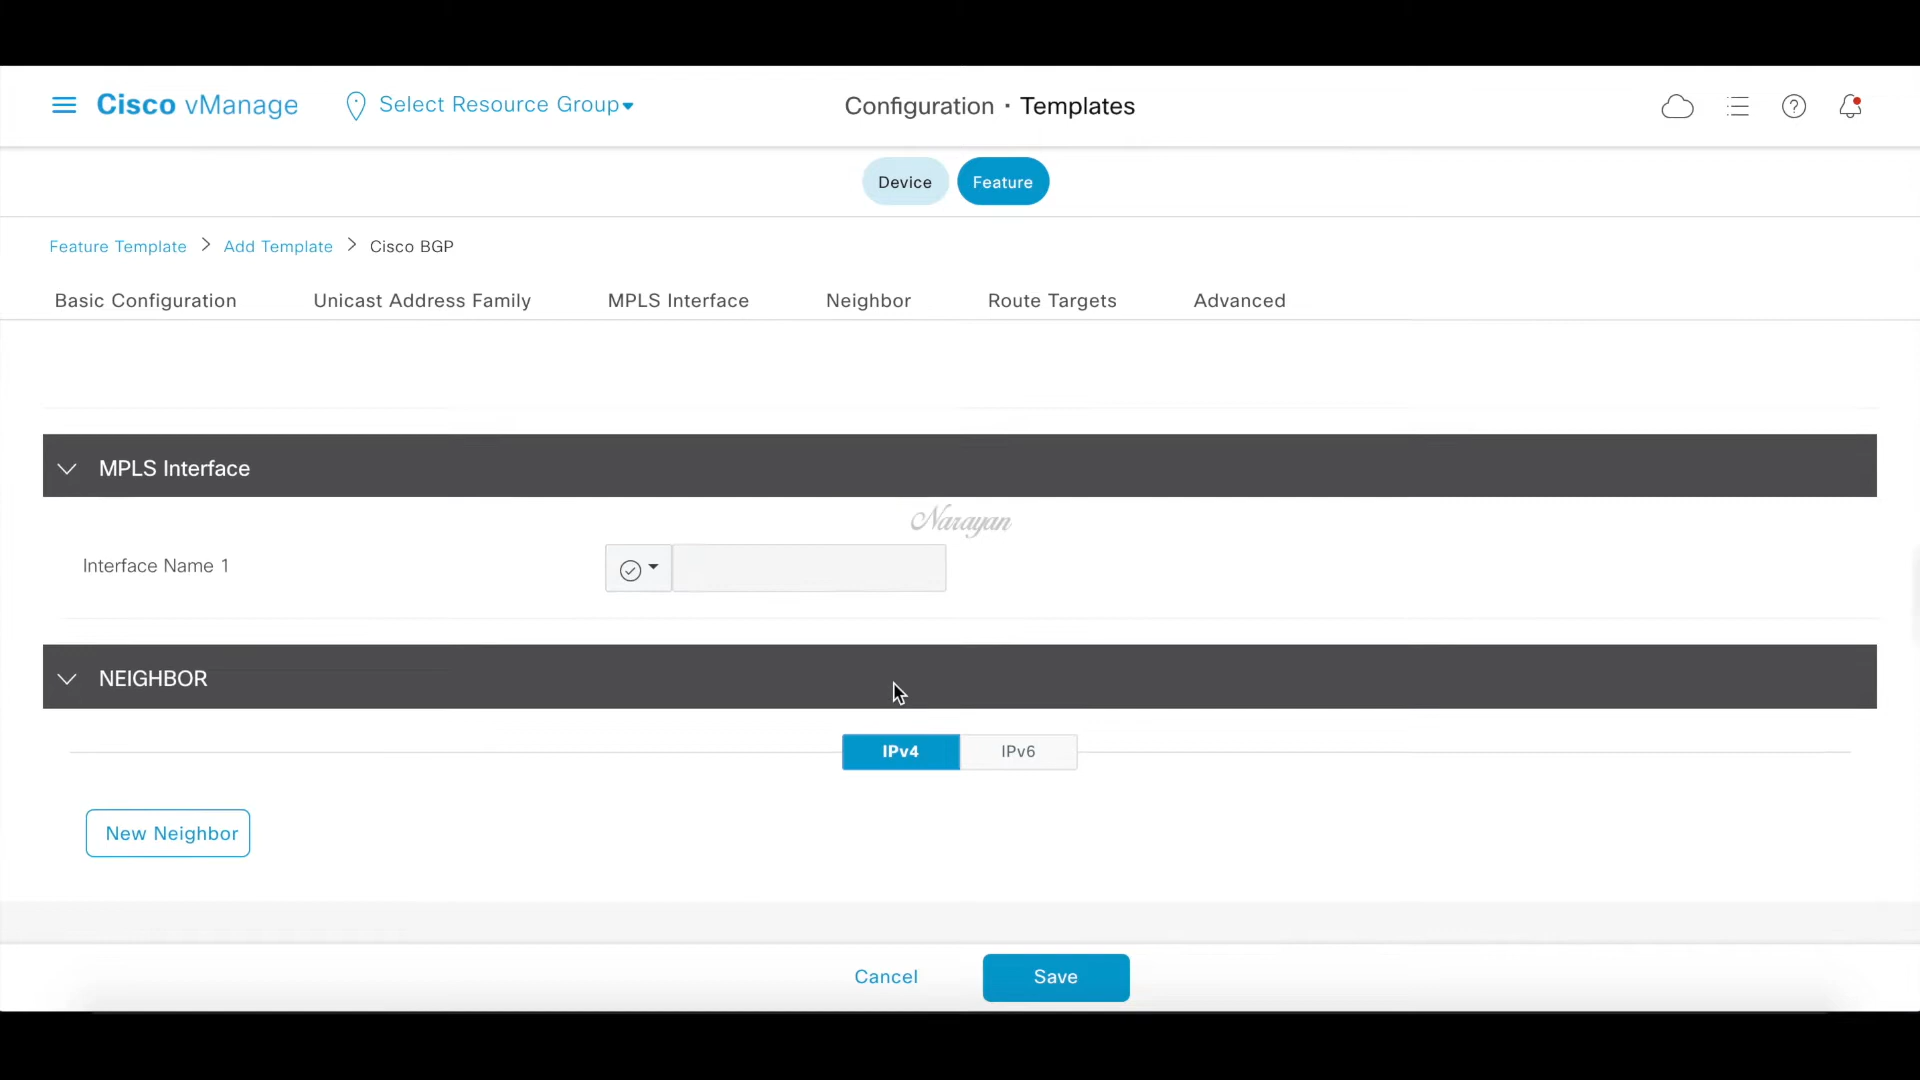 Cisco vManage
Select Resource Group
Configuration · Templates
Device
Feature
Feature Template > Add Template > Cisco BGP
Basic Configuration
Unicast Address Family
MPLS Interface
Neighbor
Route Targets
Advanced
MPLS Interface
Narayan
Interface Name 1
NEIGHBOR
IPv4
IPv6
New Neighbor
Cancel
Save